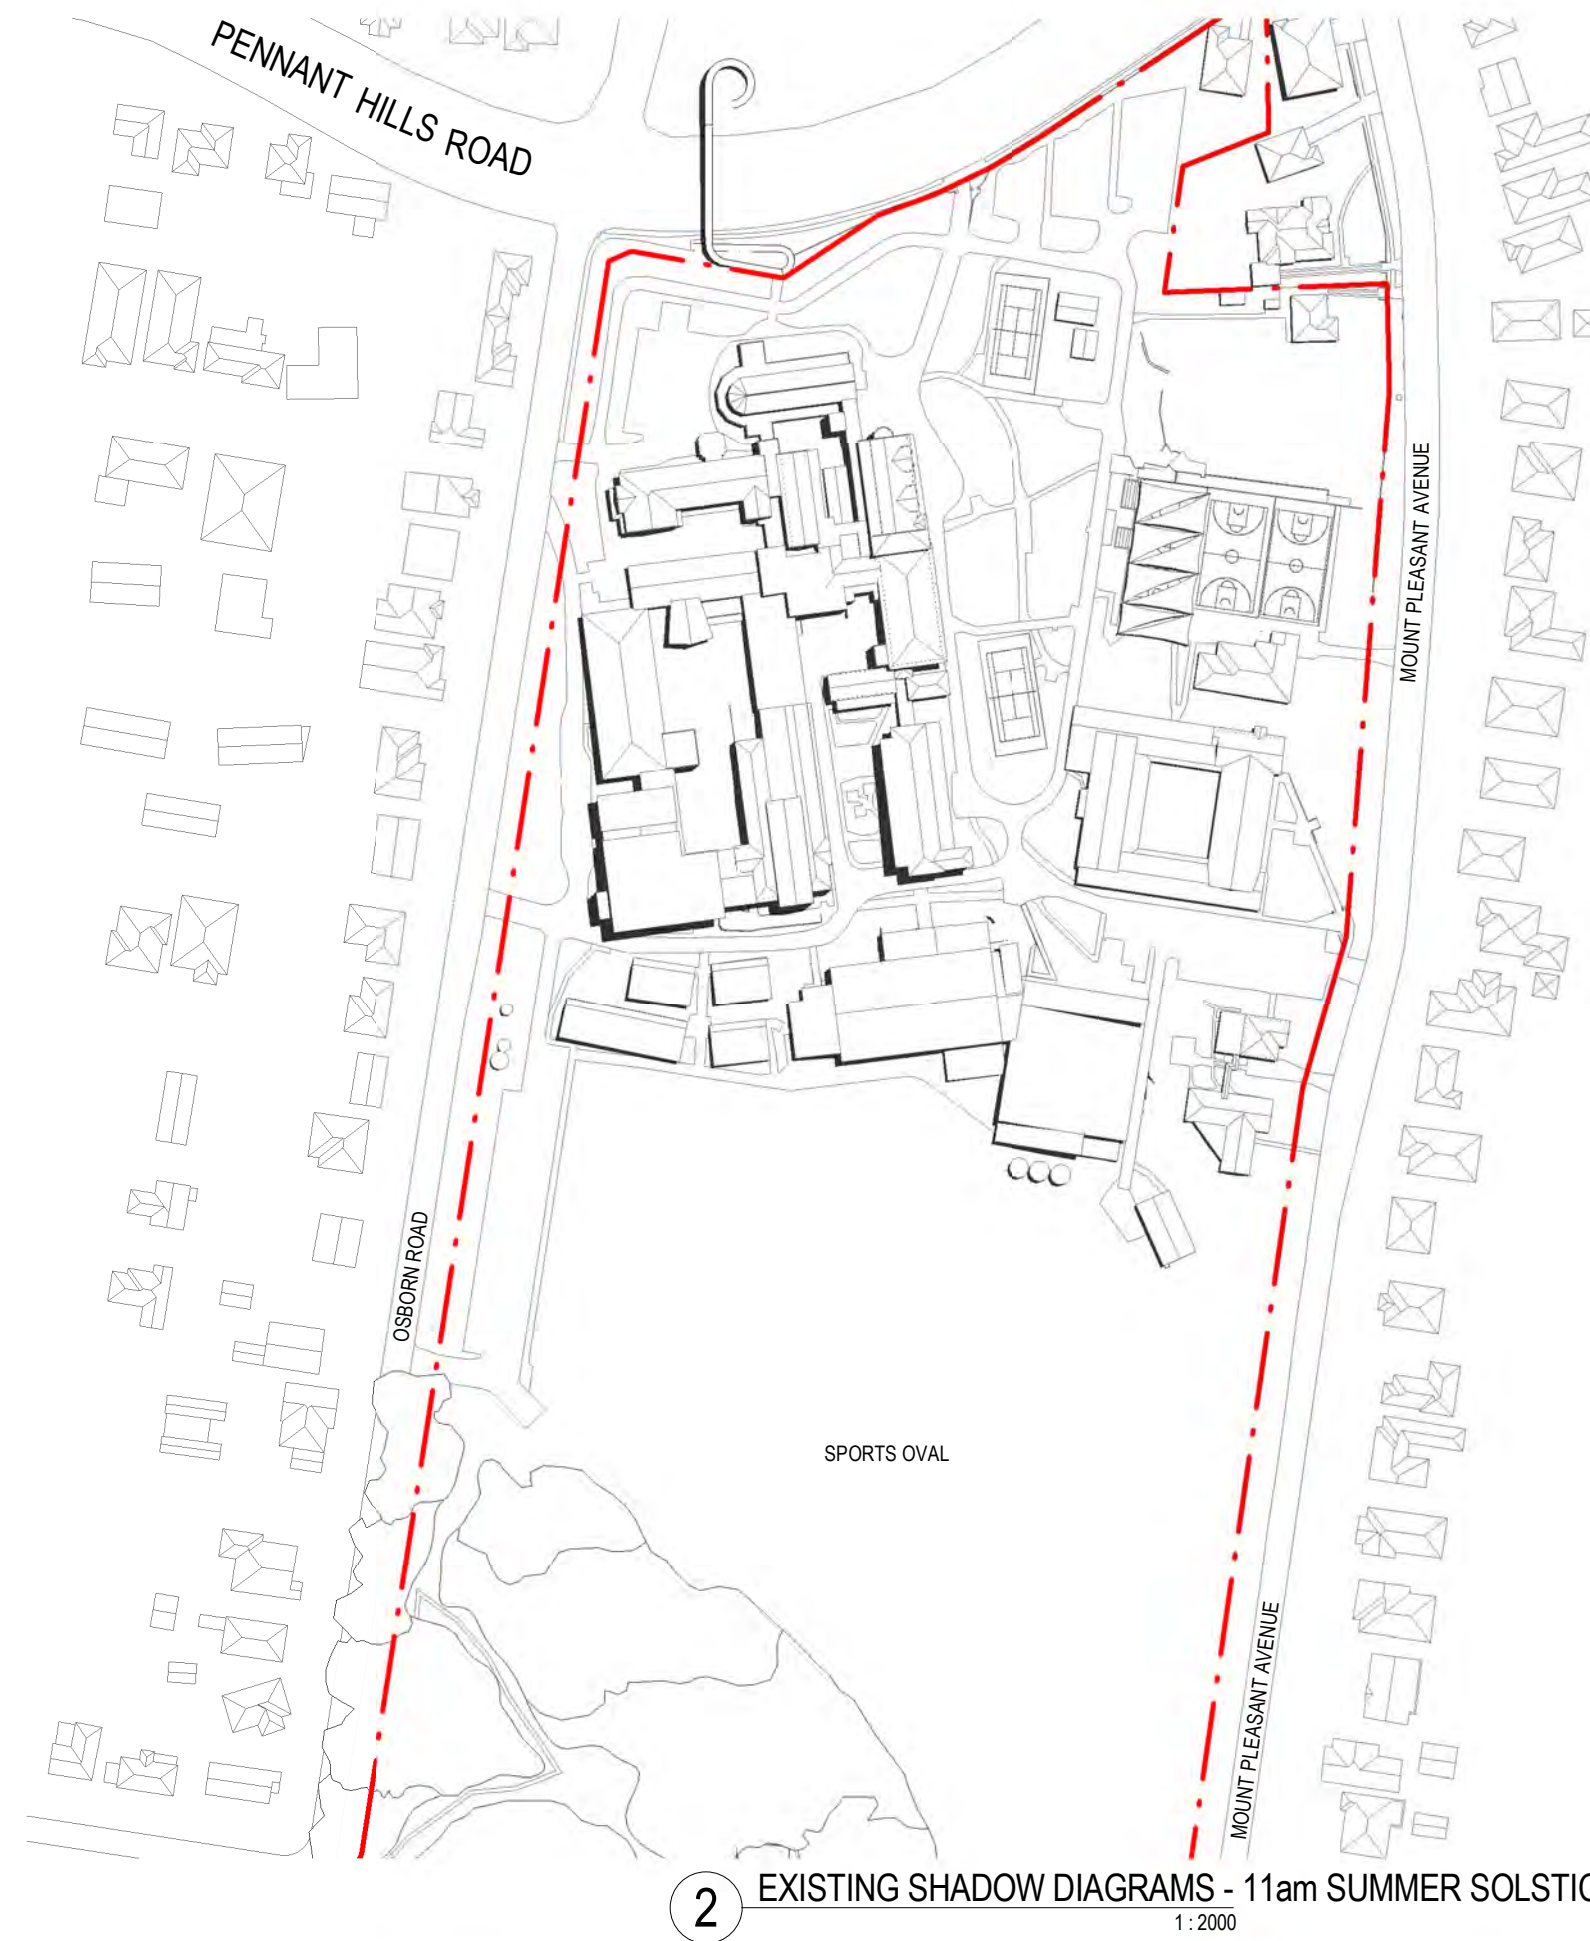 PENNANT HILLS ROAD
MOUNT PLEASANT AVENUE
OSBORN ROAD
SPORTS OVAL
MOUNT PLEASANT AVENUE
2
EXISTING SHADOW DIAGRAMS - 11am SUMMER SOLSTIC
1 : 2000